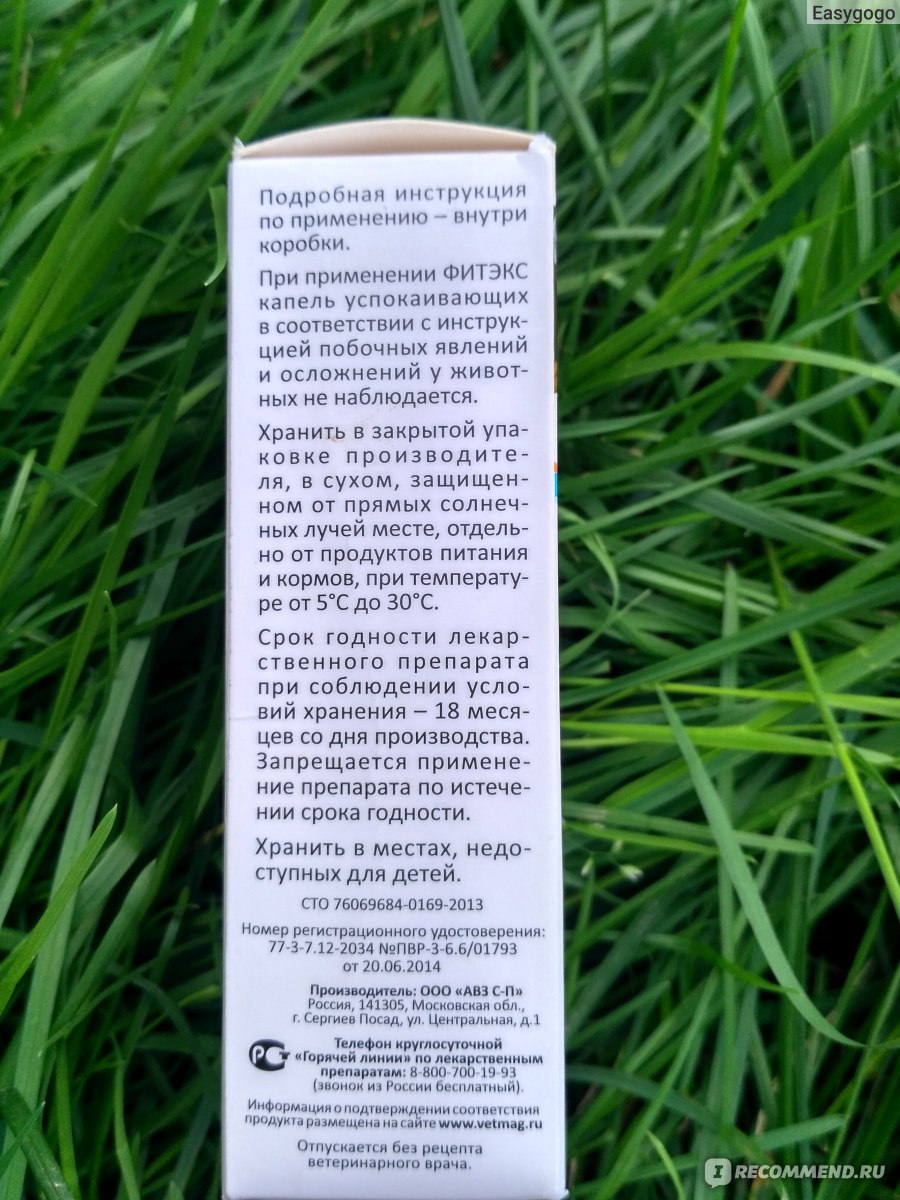 Easygogo
Подробная инструкция
по применению – внутри
коробки.
При применении ФИТЭКС
капель успокаивающих
в соответствии с инструк-
цией побочных явлений
и осложнений у живот-
ных не наблюдается.
Хранить в закрытой упа-
ковке производите-
ля, в сухом, защищен-
ном от прямых солнеч-
ных лучей месте, отдель-
но от продуктов питания
и кормов, при температу-
ре от 5°С до 30°С.
Срок годности лекар-
ственного препарата
при соблюдении усло-
вий хранения – 18 меся-
цев со дня производства.
Запрещается примене-
ние препарата по истече-
нии срока годности.
Хранить в местах, недо-
ступных для детей.
СТО 76069684-0169-2013
Номер регистрационного удостоверения:
77-3-7.12-2034 №ПВР-3-6.6/01793
от 20.06.2014
Производитель: ООО «АВЗ С-П»
Россия, 141305, Московская обл.,
г. Сергиев Посад, ул. Центральная, д.1
Телефон круглосуточной
«Горячей линии» по лекарственным
препаратам: 8-800-700-19-93
(звонок из России бесплатный).
Информация о подтверждении соответствия
продукта размещена на сайте www.vetmag.ru
Отпускается без рецепта
ветеринарного врача.
I RECOMMEND.RU